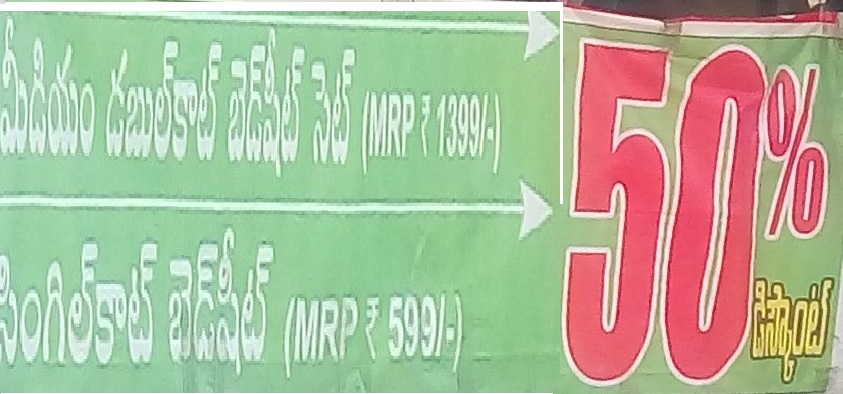 మీడియం డబుల్‌కాట్ బెడ్‌షీట్ సెట్ (MRP ₹ 1399/-)
సింగిల్‌కాట్ బెడ్‌షీట్ (MRP ₹ 599/-)
50%
డిస్కౌంట్